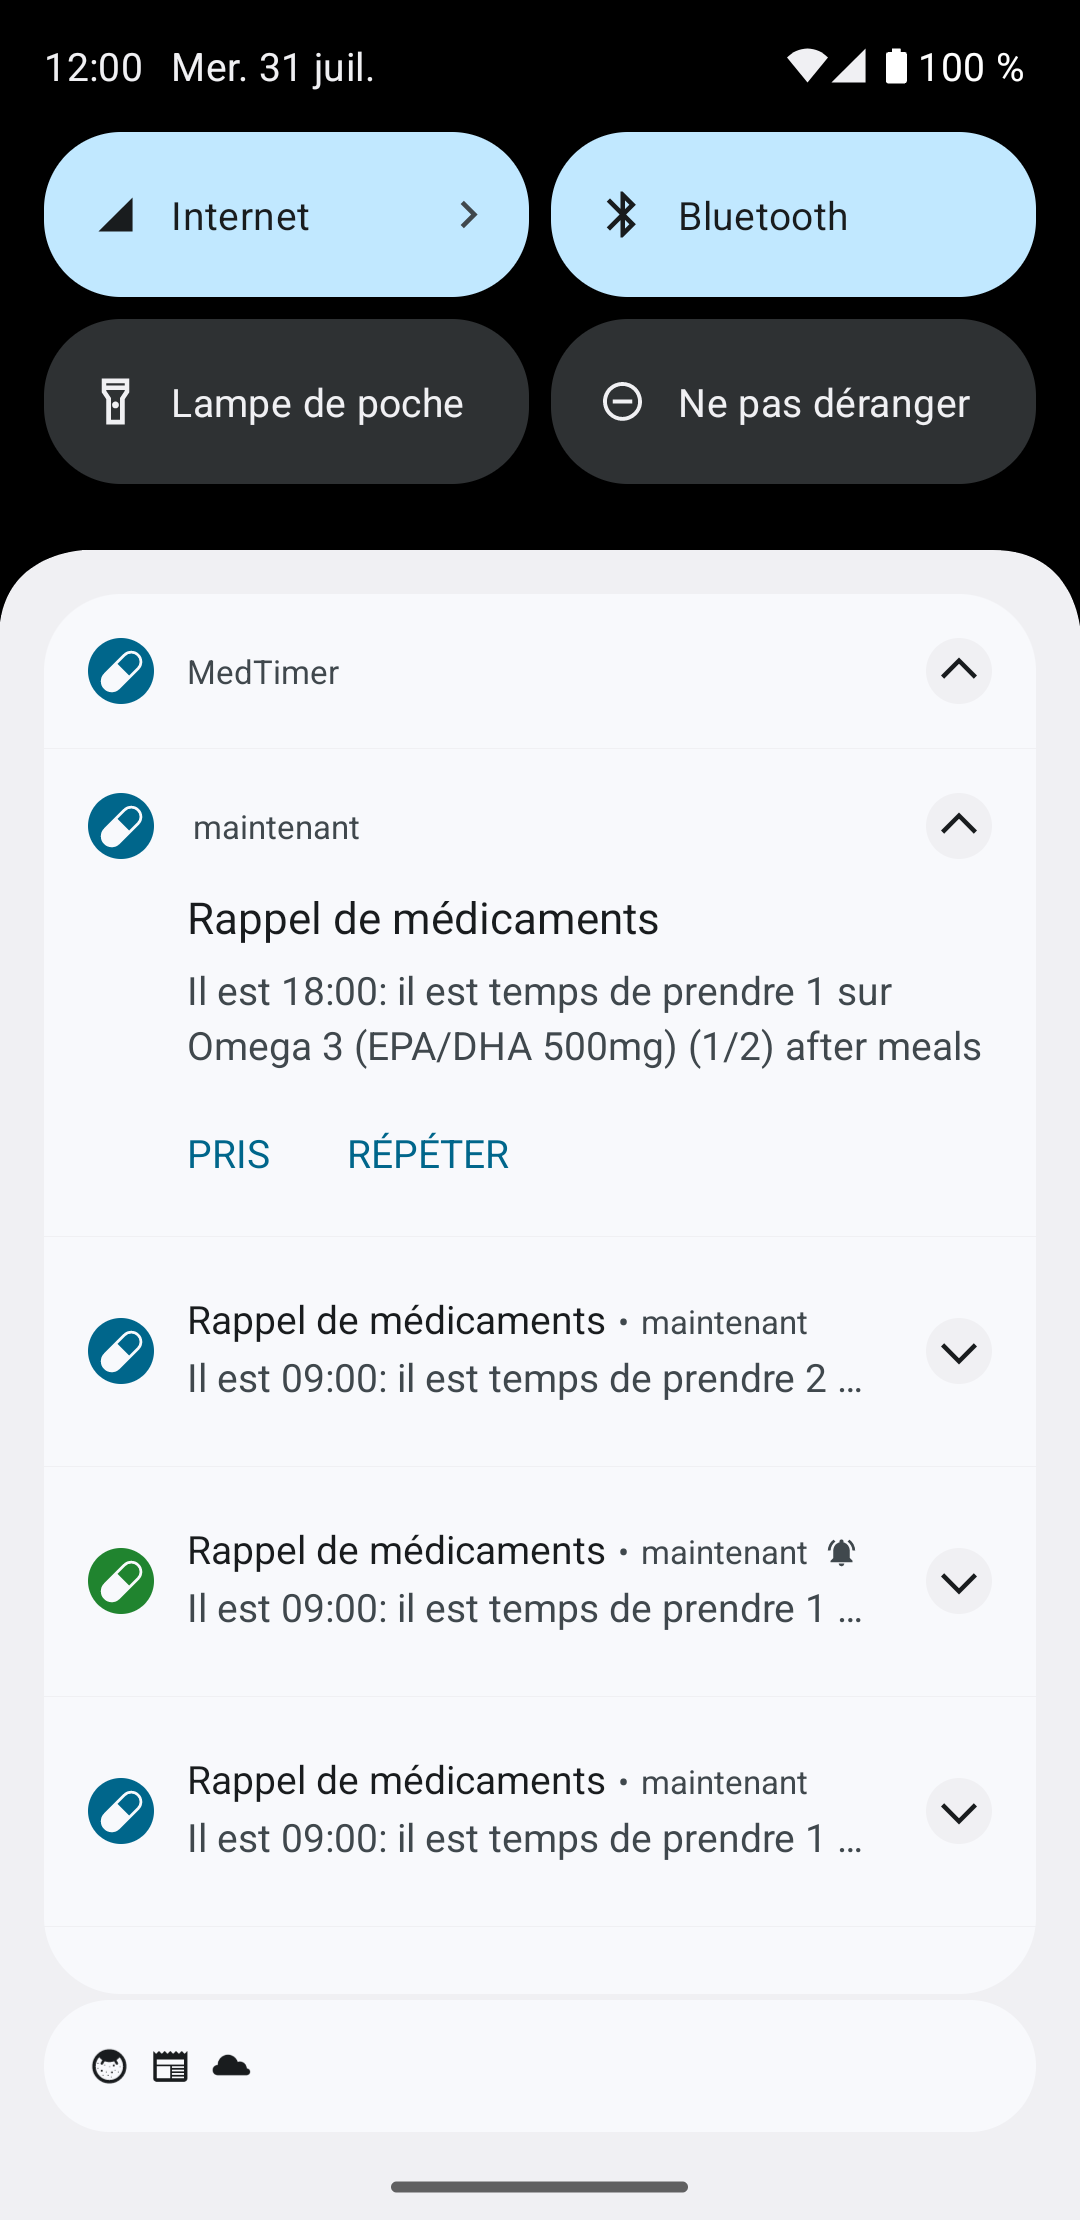 12:00 Mer. 31 juil. 100 %
Internet
Bluetooth
Lampe de poche
Ne pas déranger
MedTimer
maintenant
Rappel de médicaments
Il est 18:00: il est temps de prendre 1 sur
Omega 3 (EPA/DHA 500mg) (1/2) after meals
PRIS RÉPÉTER
Rappel de médicaments • maintenant
Il est 09:00: il est temps de prendre 2 …
Rappel de médicaments • maintenant
Il est 09:00: il est temps de prendre 1 …
Rappel de médicaments • maintenant
Il est 09:00: il est temps de prendre 1 …